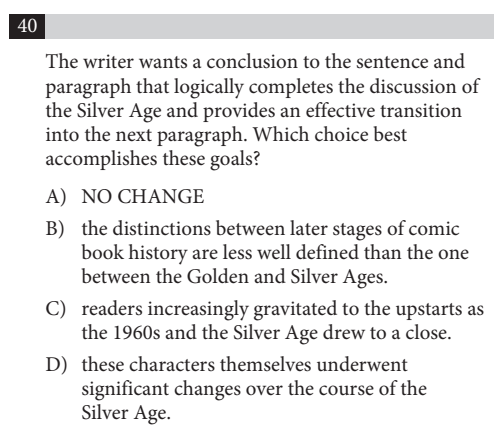 40
The writer wants a conclusion to the sentence and
paragraph that logically completes the discussion of
the Silver Age and provides an effective transition
into the next paragraph. Which choice best
accomplishes these goals?
A) NO CHANGE
B) the distinctions between later stages of comic
book history are less well defined than the one
between the Golden and Silver Ages.
C) readers increasingly gravitated to the upstarts as
the 1960s and the Silver Age drew to a close.
D) these characters themselves underwent
significant changes over the course of the
Silver Age.